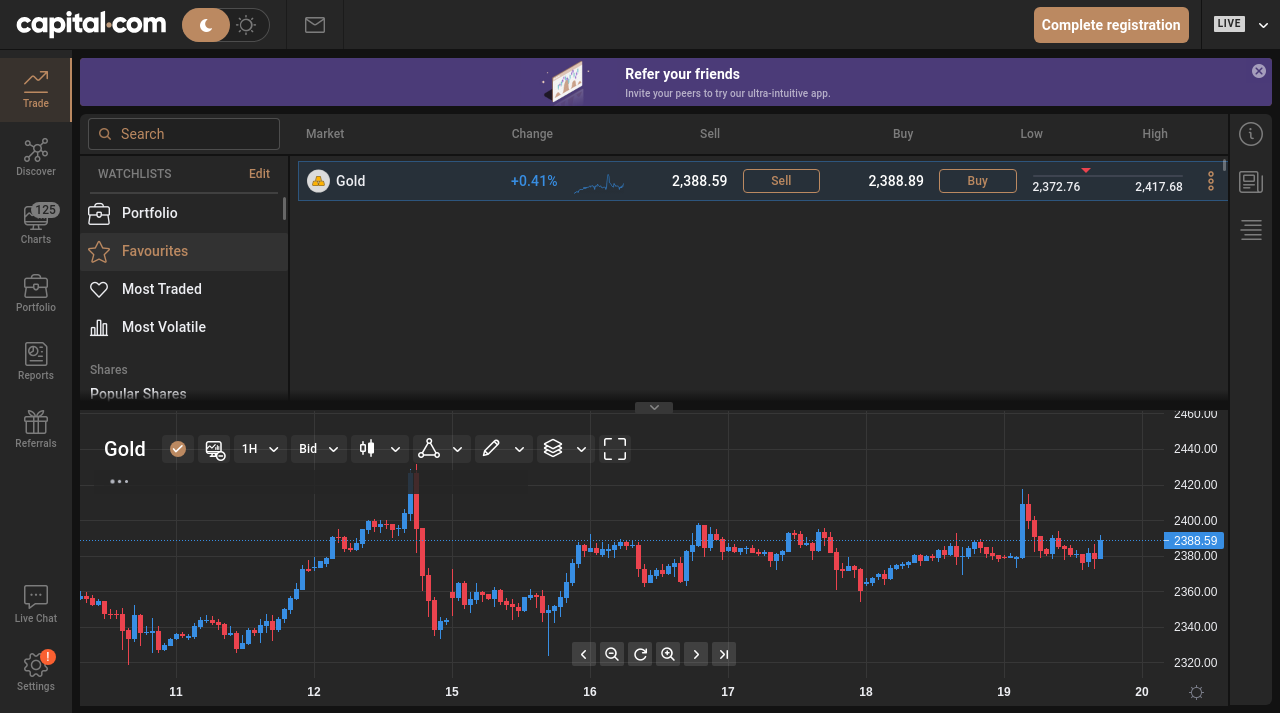 capital.com
Complete registration
LIVE
Trade
Discover
125
Charts
Portfolio
Reports
Referrals
Live Chat
!
Settings
Refer your friends
Invite your peers to try our ultra-intuitive app.
Search
WATCHLISTS Edit
Portfolio
Favourites
Most Traded
Most Volatile
Shares
Popular Shares
Market Change Sell Buy Low High
Gold +0.41% 2,388.59 Sell 2,388.89 Buy 2,372.76 2,417.68
Gold 1H Bid
2460.00
2440.00
2420.00
2400.00
2388.59
2380.00
2360.00
2340.00
2320.00
11 12 15 16 17 18 19 20